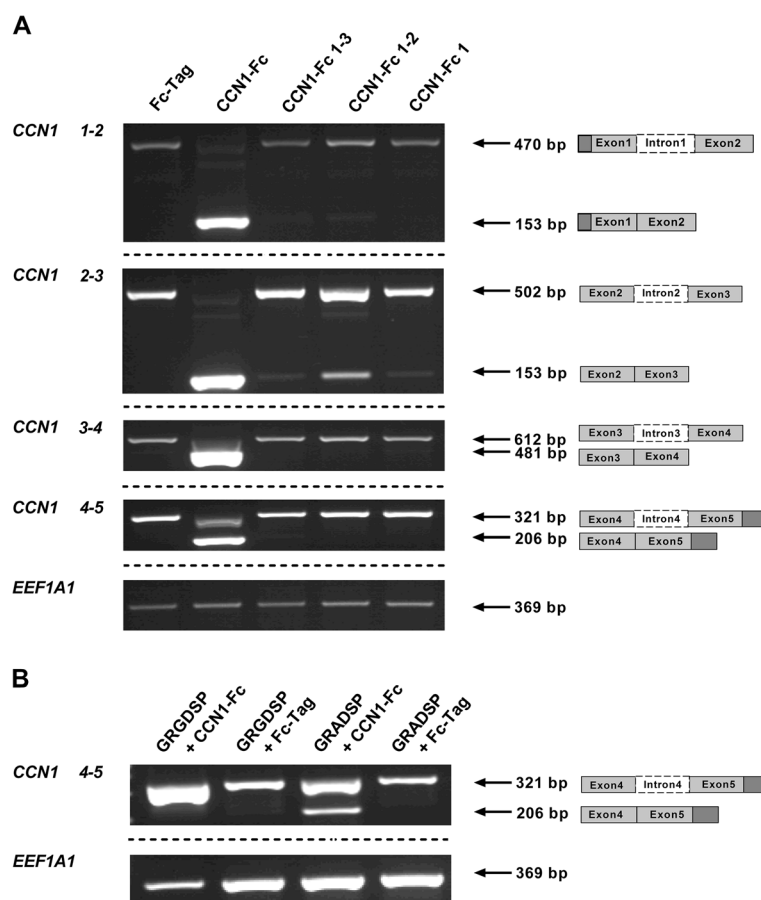 A
Fc-Tag
CCN1-Fc
CCN1-Fc 1-3
CCN1-Fc 1-2
CCN1-Fc 1
CCN1 1-2
470 bp
Exon1 Intron1 Exon2
153 bp
Exon1 Exon2
CCN1 2-3
502 bp
Exon2 Intron2 Exon3
153 bp
Exon2 Exon3
CCN1 3-4
612 bp
Exon3 Intron3 Exon4
481 bp
Exon3 Exon4
CCN1 4-5
321 bp
Exon4 Intron4 Exon5
206 bp
Exon4 Exon5
EEF1A1
369 bp
B
GRGDSP
+ CCN1-Fc
GRGDSP
+ Fc-Tag
GRADSP
+ CCN1-Fc
GRADSP
+ Fc-Tag
CCN1 4-5
321 bp
Exon4 Intron4 Exon5
206 bp
Exon4 Exon5
EEF1A1
369 bp